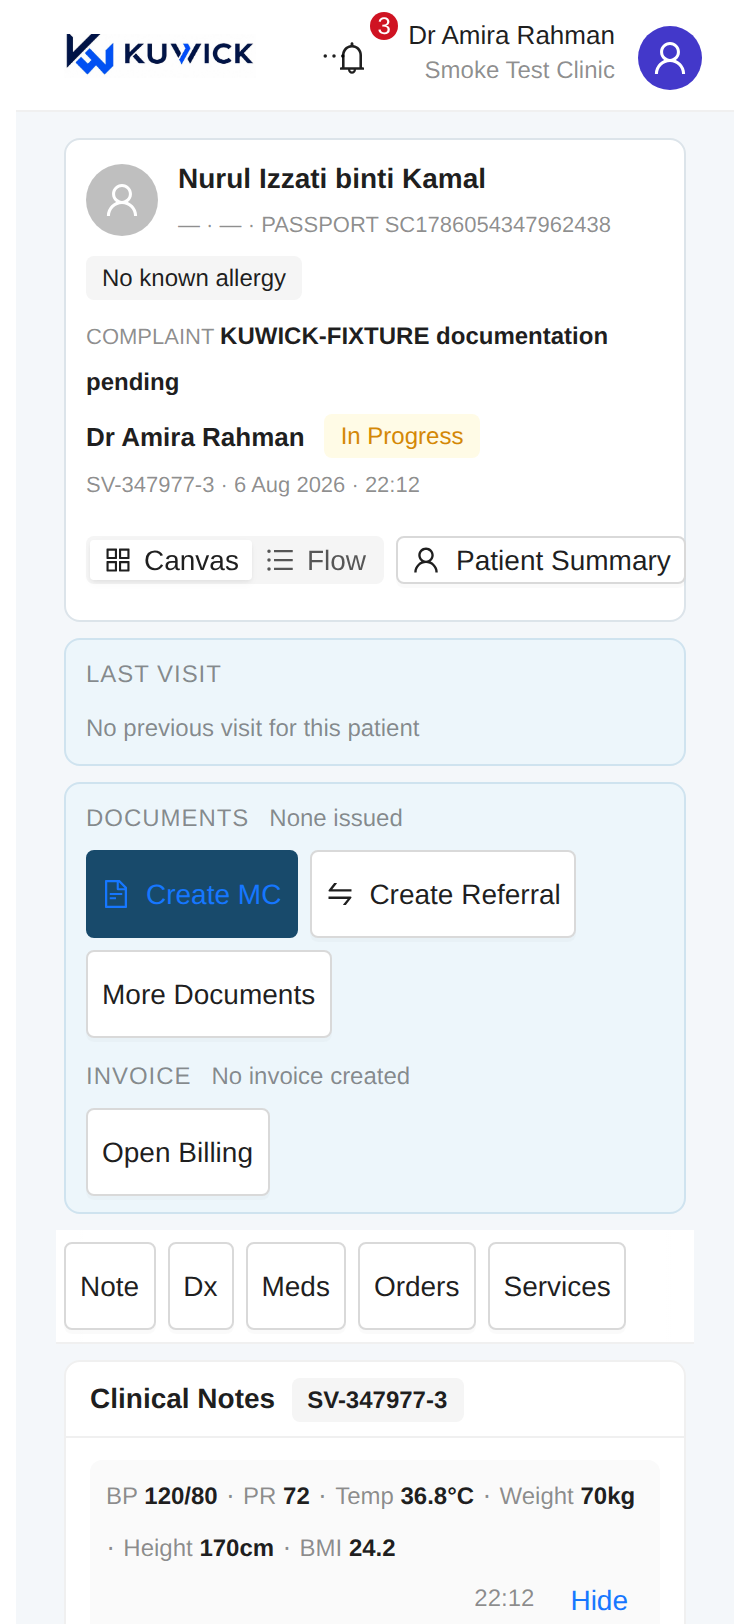 KUWICK
3
Dr Amira Rahman
Smoke Test Clinic
Nurul Izzati binti Kamal
— · — · PASSPORT SC1786054347962438
No known allergy
COMPLAINT KUWICK-FIXTURE documentation
pending
Dr Amira Rahman In Progress
SV-347977-3 · 6 Aug 2026 · 22:12
Canvas Flow Patient Summary
LAST VISIT
No previous visit for this patient
DOCUMENTS None issued
Create MC Create Referral
More Documents
INVOICE No invoice created
Open Billing
Note Dx Meds Orders Services
Clinical Notes SV-347977-3
BP 120/80 · PR 72 · Temp 36.8°C · Weight 70kg
· Height 170cm · BMI 24.2
22:12 Hide